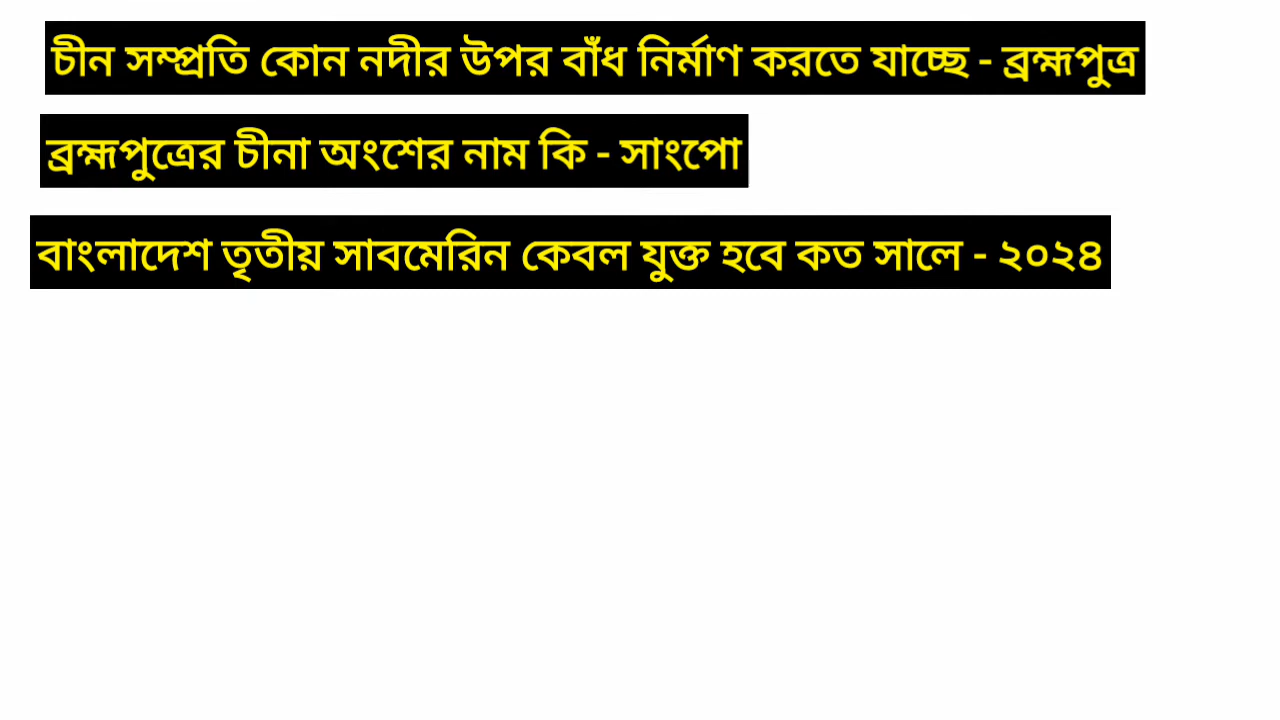 চীন সম্প্রতি কোন নদীর উপর বাঁধ নির্মাণ করতে যাচ্ছে - ব্রহ্মপুত্র
ব্রহ্মপুত্রের চীনা অংশের নাম কি - সাংপো
বাংলাদেশ তৃতীয় সাবমেরিন কেবল যুক্ত হবে কত সালে - ২০২৪